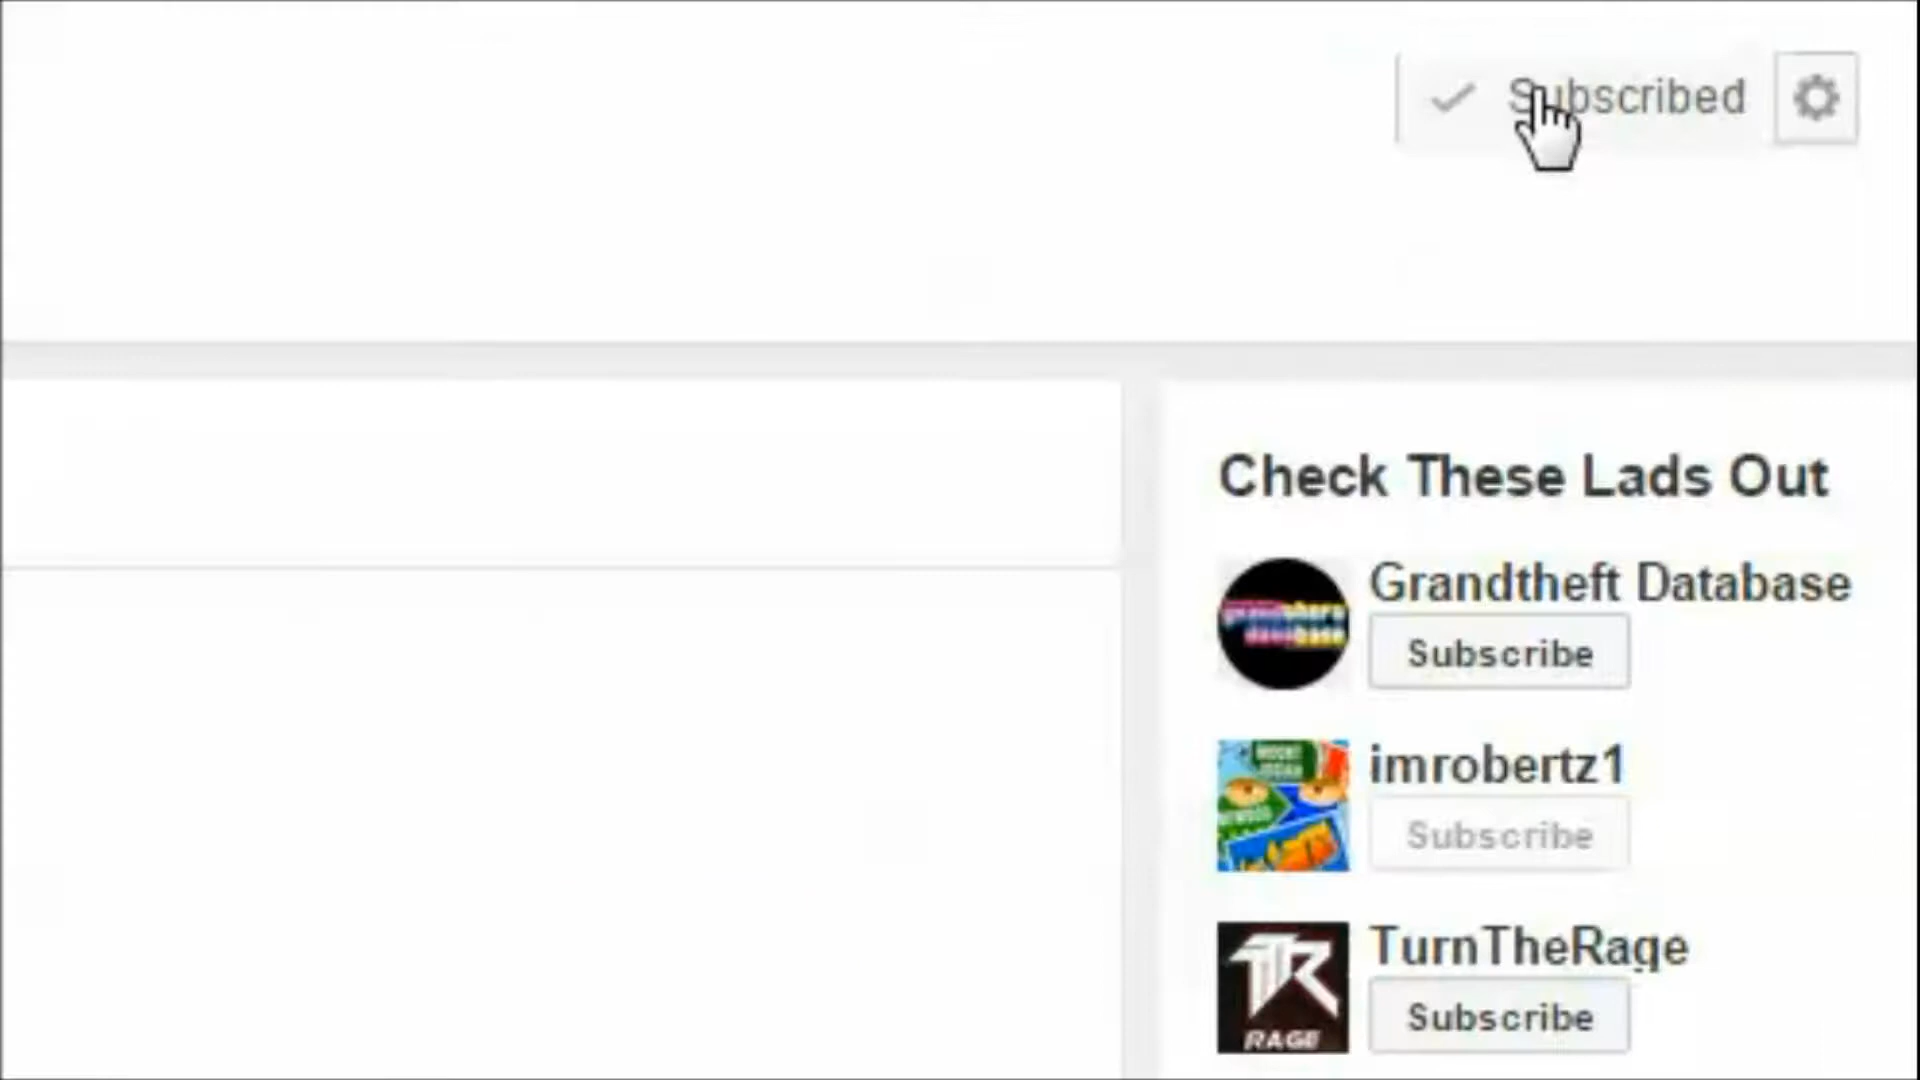 Subscribed
Check These Lads Out
Grandtheft Database
Subscribe
imrobertz1
Subscribe
TurnTheRage
Subscribe
RAGE